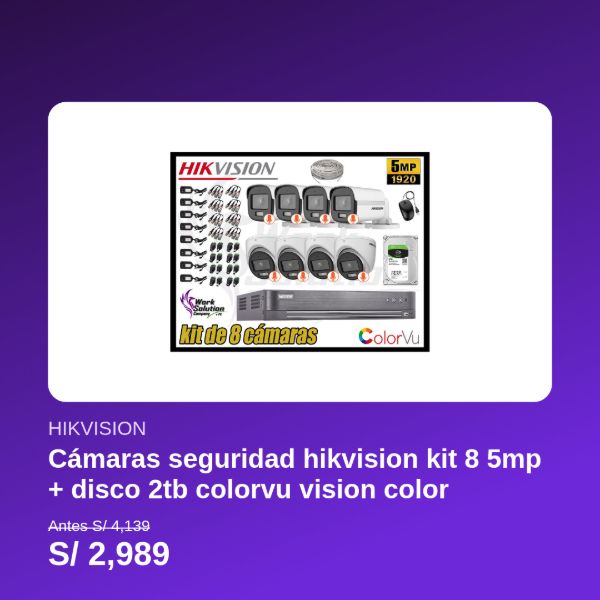 HIKVISION
5MP
1920
Work
Solution
Company
kit de 8 cámaras
ColorVu
HIKVISION
Cámaras seguridad hikvision kit 8 5mp
+ disco 2tb colorvu vision color
Antes S/ 4,139
S/ 2,989